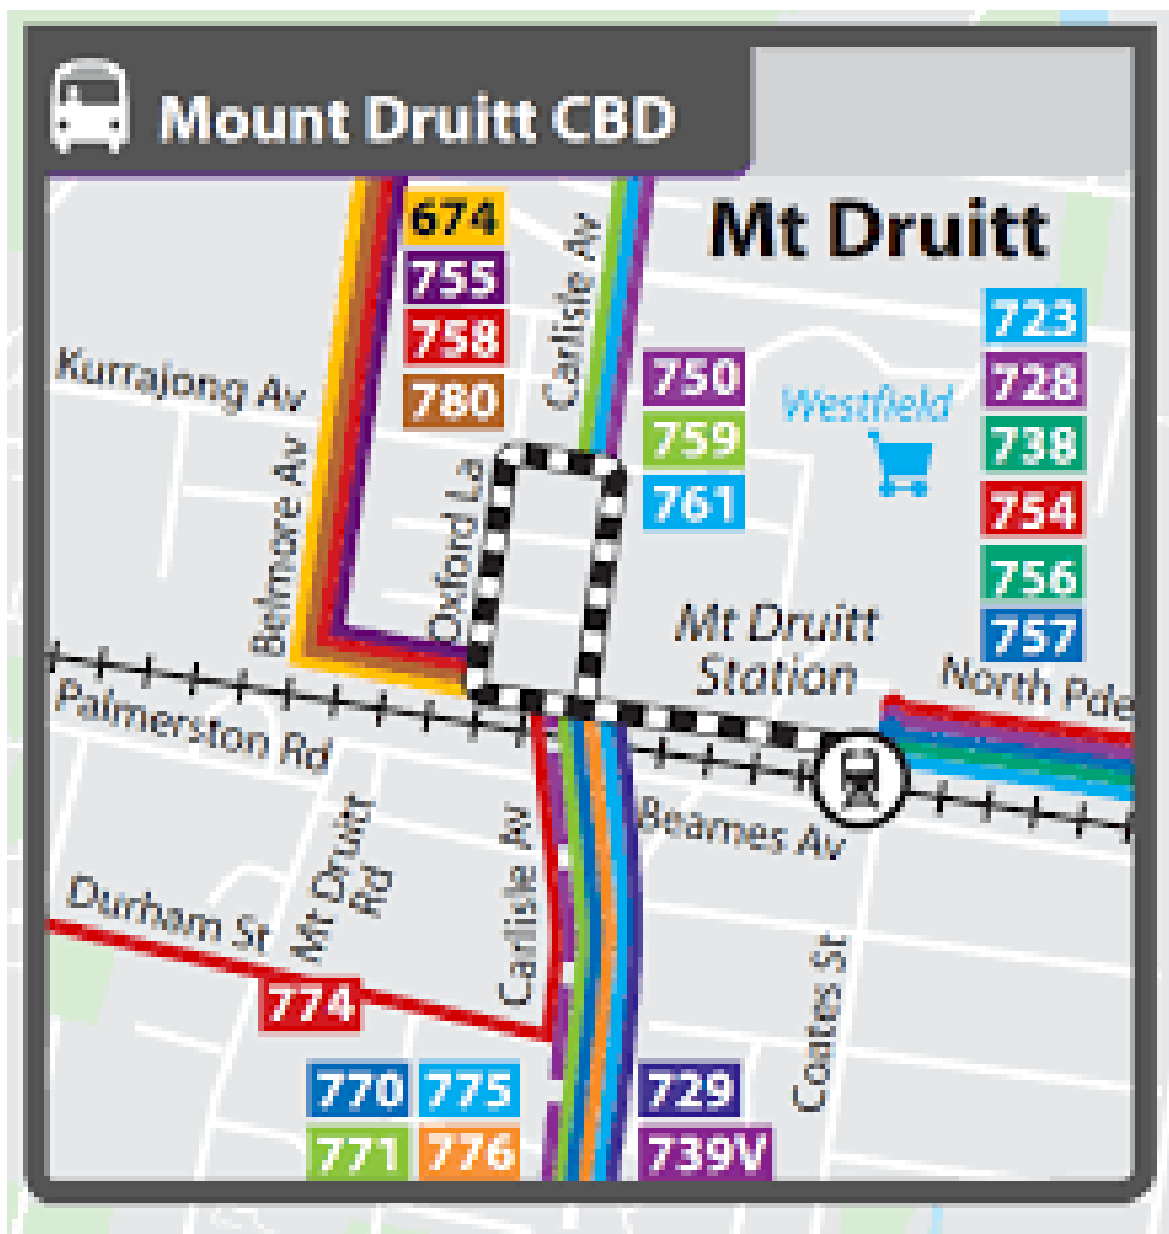 Mount Druitt CBD
Mt Druitt
674
755
758
780
Carlisle Av
750
759
761
Westfield
723
728
738
754
756
757
Kurrajong Av
Belmore Av
Oxford La
Mt Druitt
Station
North Pde
Palmerston Rd
Beames Av
Mt Druitt
Rd
Carlisle Av
Durham St
774
Coates St
770
775
771
776
729
739V